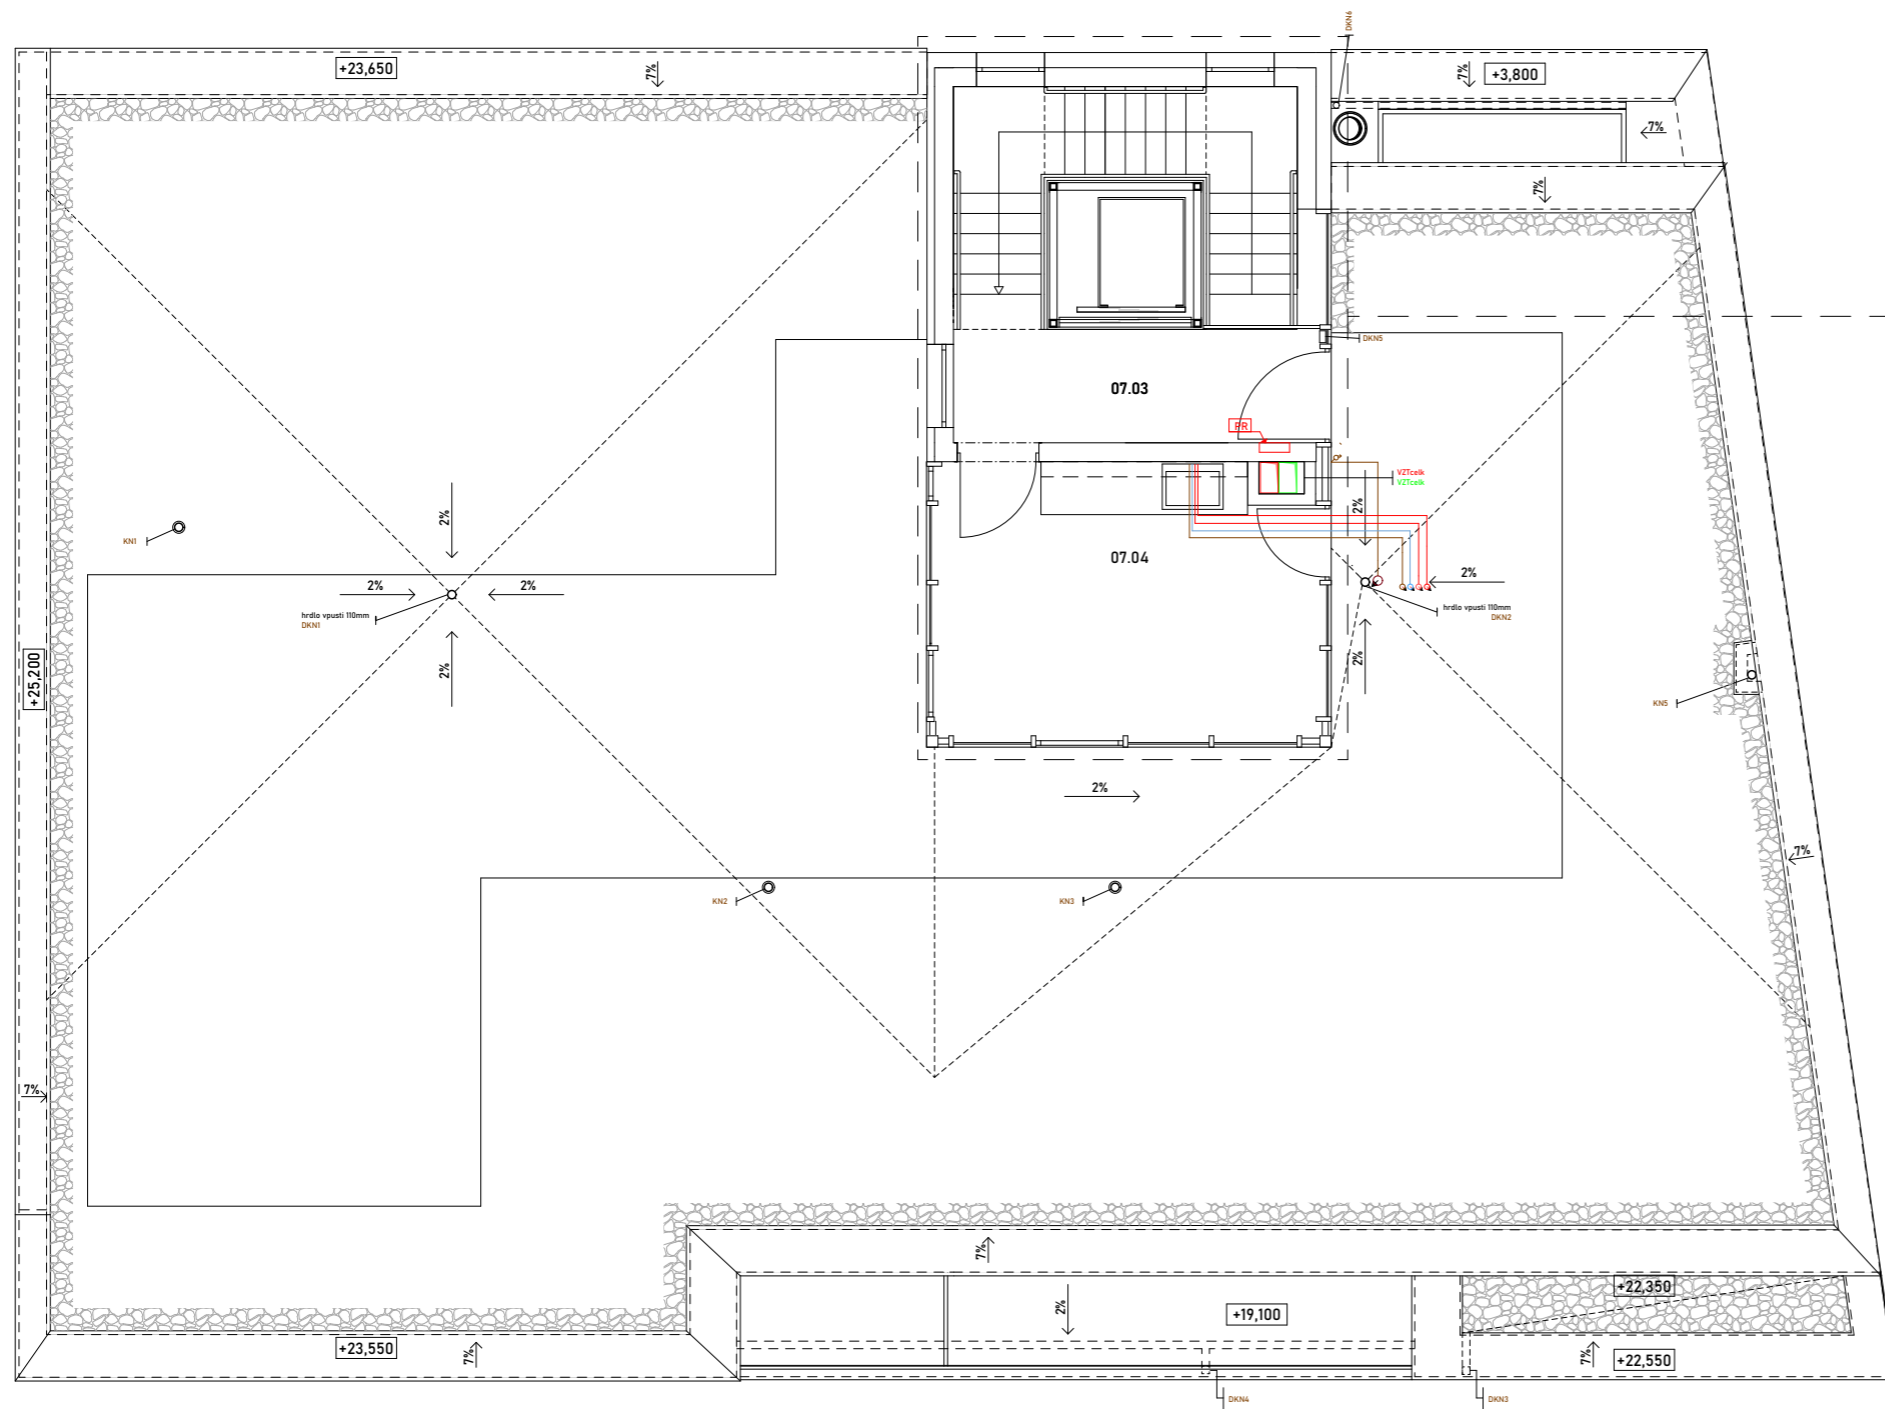 DKN6
+23,650
7%
7%
+3,800
7%
7%
DKN5
07.03
PR
VZTcelk
VZTcelk
2%
2%
KN1
2%
2%
07.04
2%
hrdlo vpusti 110mm
DKN1
hrdlo vpusti 110mm
DKN2
+25,200
2%
2%
KN5
2%
7%
KN2
KN3
7%
7%
+22,350
2%
+19,100
+23,550
7%
7%
+22,550
DKN4
DKN3